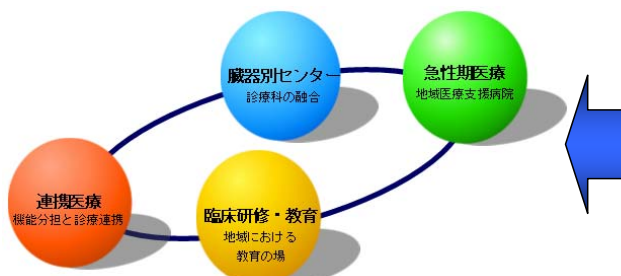 臓器別センター
診療科の融合
急性期医療
地域医療支援病院
連携医療
機能分担と診療連携
臨床研修・教育
地域における
教育の場